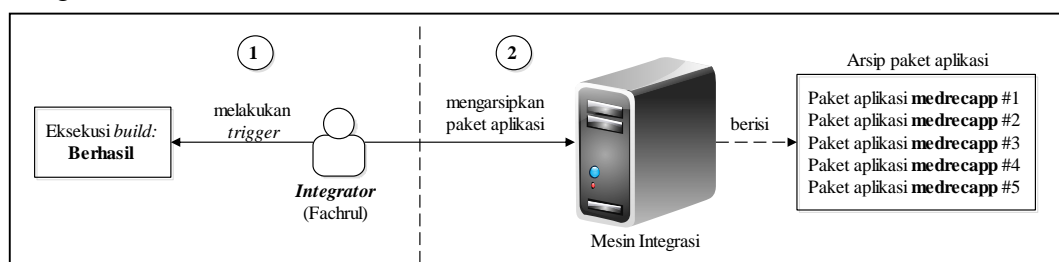 1
2
Eksekusi build:
Berhasil
melakukan
trigger
Integrator
(Fachrul)
mengarsipkan
paket aplikasi
Mesin Integrasi
berisi
Arsip paket aplikasi
Paket aplikasi medrecapp #1
Paket aplikasi medrecapp #2
Paket aplikasi medrecapp #3
Paket aplikasi medrecapp #4
Paket aplikasi medrecapp #5